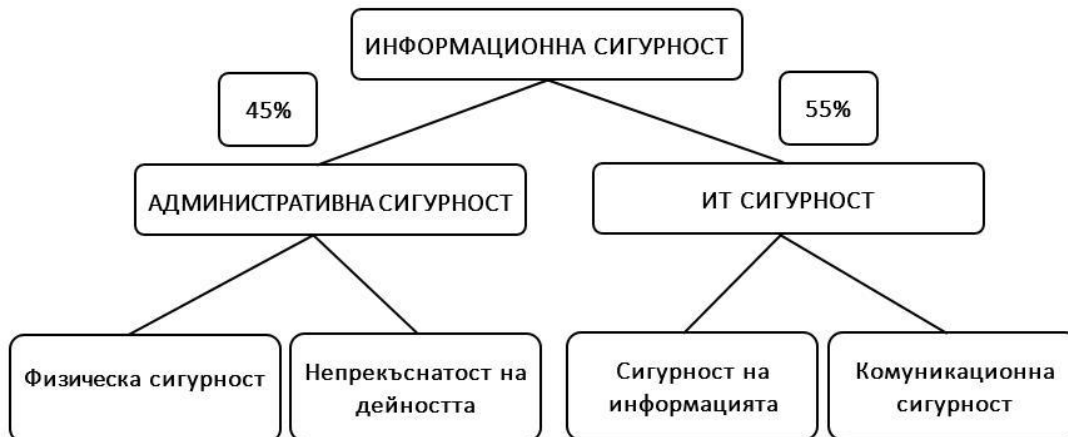 ИНФОРМАЦИОННА СИГУРНОСТ
45%
55%
АДМИНИСТРАТИВНА СИГУРНОСТ
ИТ СИГУРНОСТ
Физическа сигурност
Непрекъснатост на
дейността
Сигурност на
информацията
Комуникационна
сигурност